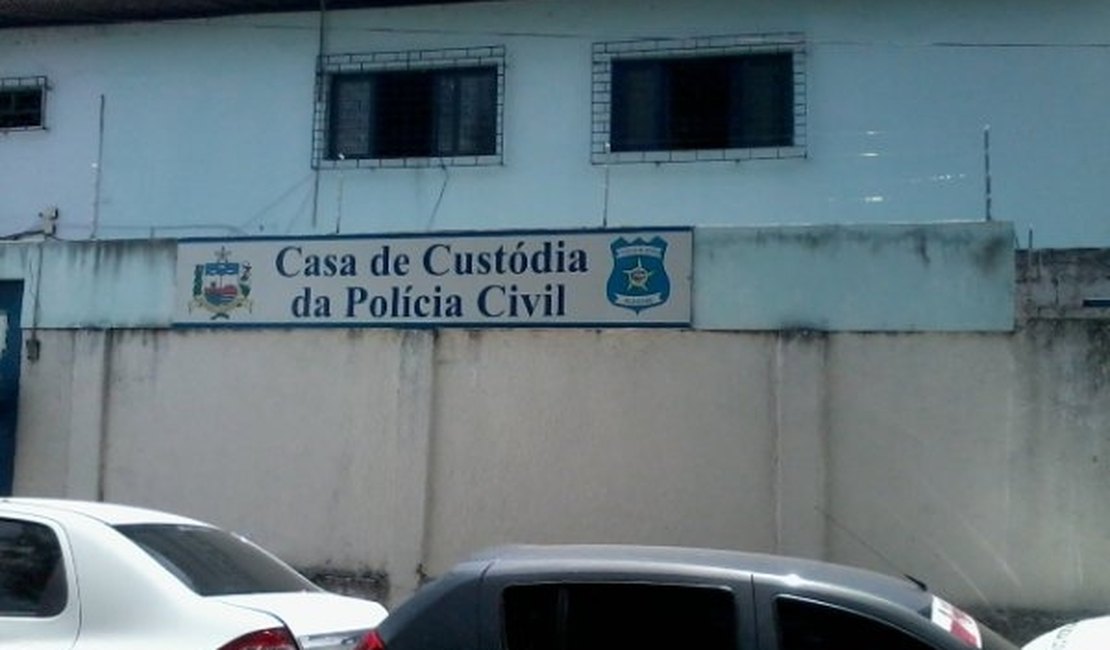 Casa de Custódia
da Polícia Civil